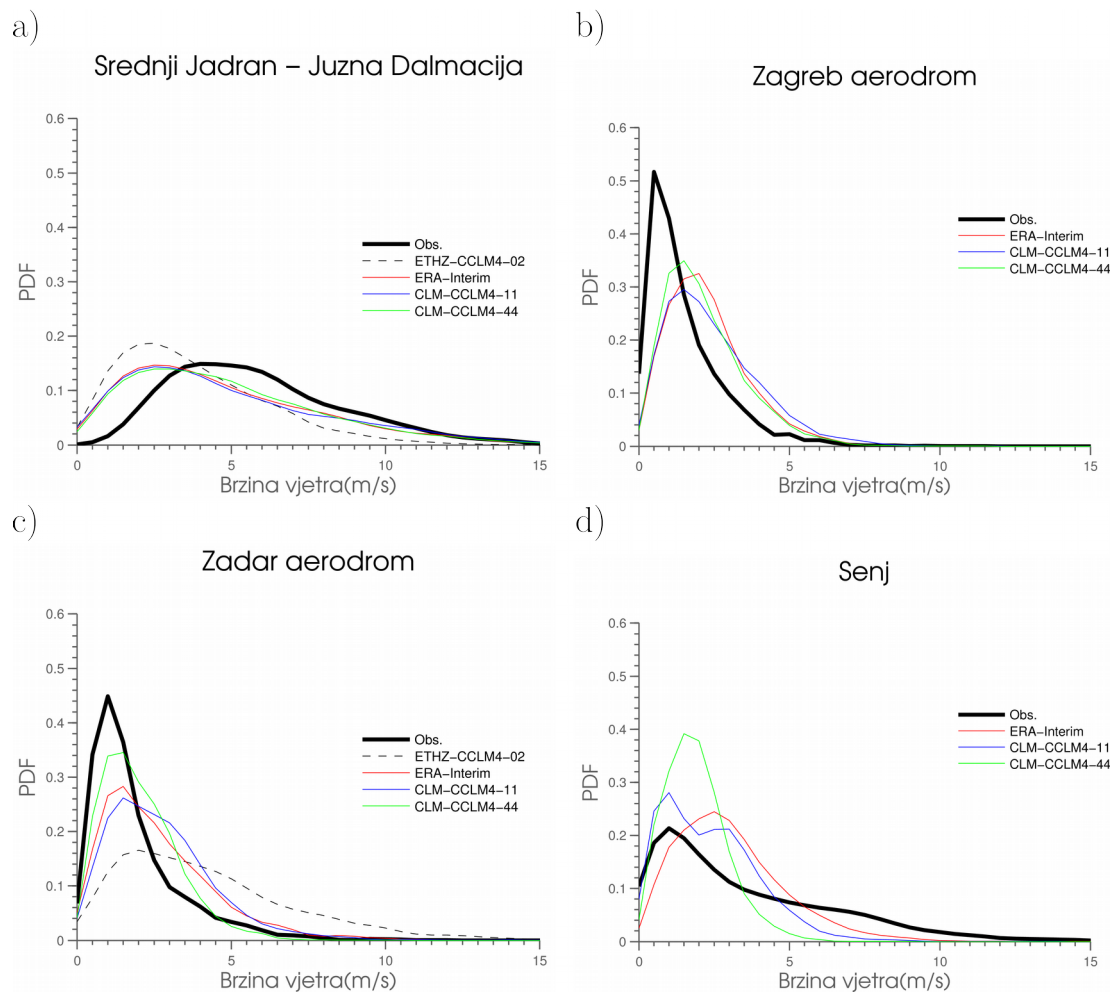 a)
Srednji Jadran – Juzna Dalmacija
0.6
0.5
0.4
0.3
0.2
0.1
0
PDF
Obs.
ETHZ–CCLM4–02
ERA–Interim
CLM–CCLM4–11
CLM–CCLM4–44
0 5 10 15
Brzina vjetra(m/s)
b)
Zagreb aerodrom
0.6
0.5
0.4
0.3
0.2
0.1
0
PDF
Obs.
ERA–Interim
CLM–CCLM4–11
CLM–CCLM4–44
0 5 10 15
Brzina vjetra(m/s)
c)
Zadar aerodrom
0.6
0.5
0.4
0.3
0.2
0.1
0
PDF
Obs.
ETHZ–CCLM4–02
ERA–Interim
CLM–CCLM4–11
CLM–CCLM4–44
0 5 10 15
Brzina vjetra(m/s)
d)
Senj
0.6
0.5
0.4
0.3
0.2
0.1
0
PDF
Obs.
ERA–Interim
CLM–CCLM4–11
CLM–CCLM4–44
0 5 10 15
Brzina vjetra(m/s)